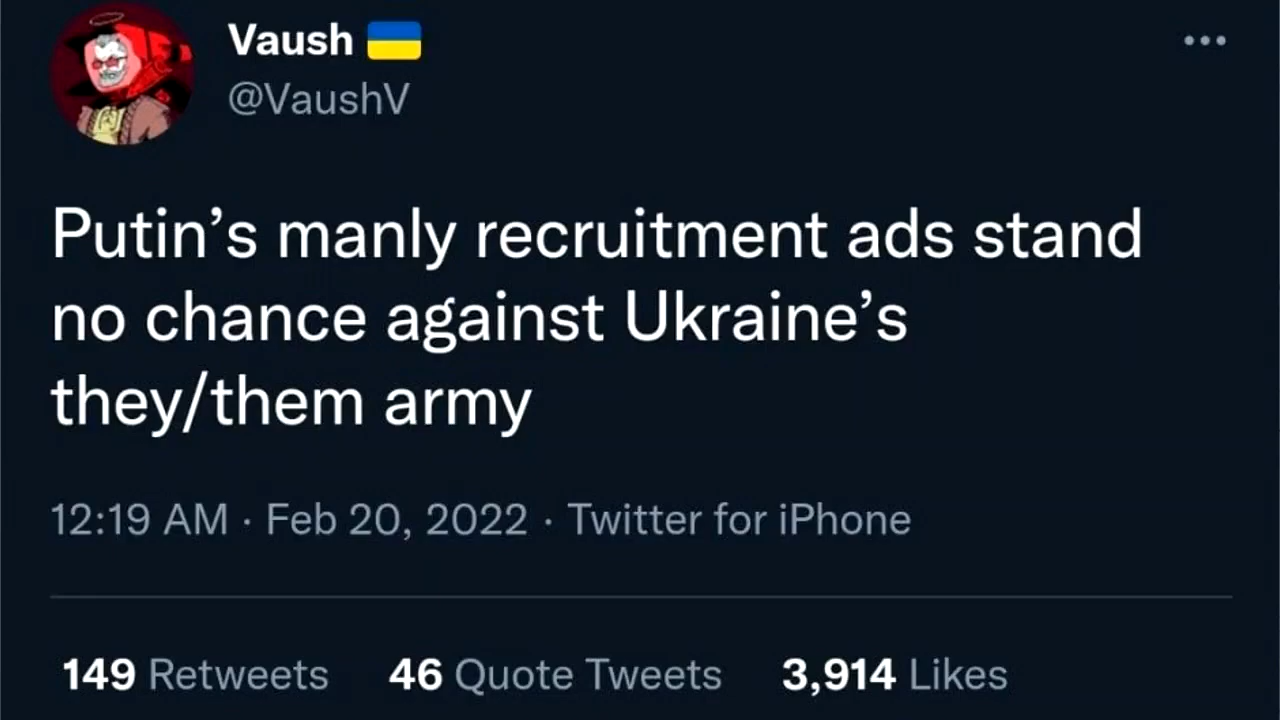 Vaush 🇺🇦
@VaushV
Putin’s manly recruitment ads stand
no chance against Ukraine’s
they/them army
12:19 AM · Feb 20, 2022 · Twitter for iPhone
149 Retweets 46 Quote Tweets 3,914 Likes